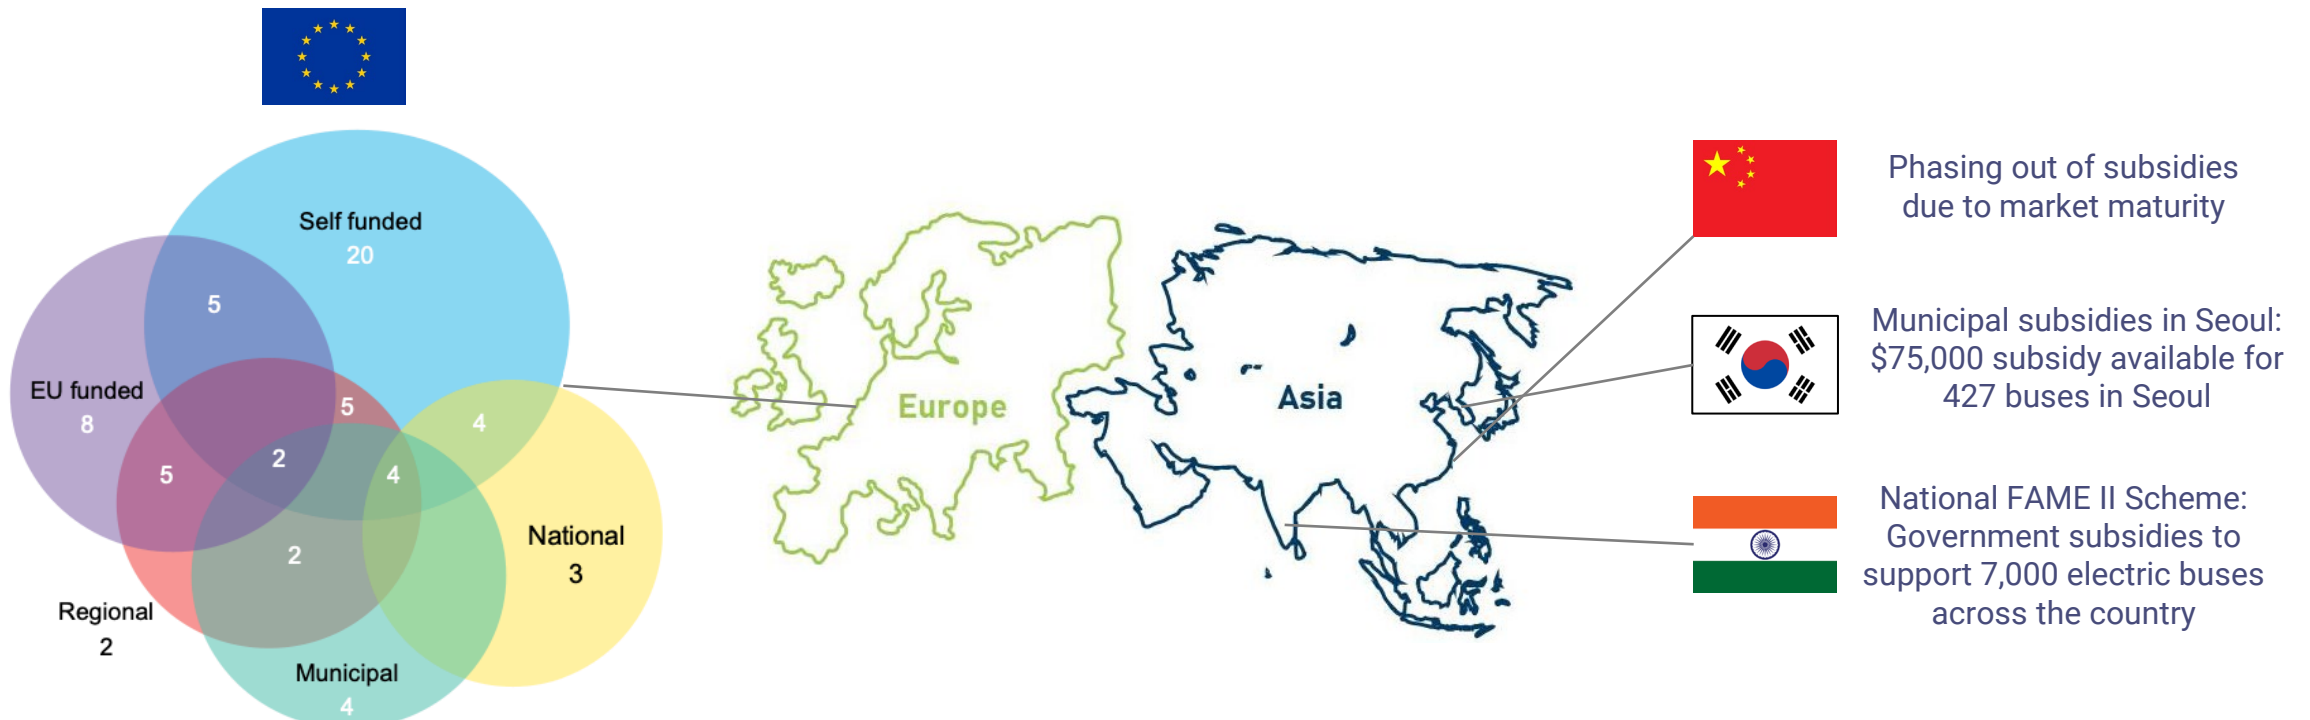 Self funded
20
5
EU funded
8
5
4
5
2
4
2
National
3
Regional
2
Municipal
4
Europe
Asia
Phasing out of subsidies
due to market maturity
Municipal subsidies in Seoul:
$75,000 subsidy available for
427 buses in Seoul
National FAME II Scheme:
Government subsidies to
support 7,000 electric buses
across the country